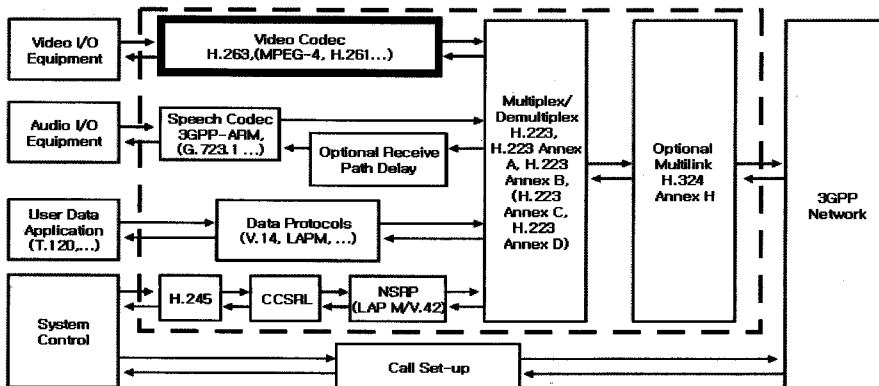 Video I/O
Equipment
Video Codec
H.263,(MPEG-4, H.261...)
Audio I/O
Equipment
Speech Codec
3GPP-ARM,
(G.723.1 ...)
Optional Receive
Path Delay
User Data
Application
(T.120,...)
Data Protocols
(V.14, LAPM, ...)
System
Control
H.245
CCSRL
NSRP
(LAP M/V.42)
Call Set-up
Multiplex/
Demultiplex
H.223,
H.223 Annex
A, H.223
Annex B,
(H.223
Annex C,
H.223
Annex D)
Optional
Multilink
H.324
Annex H
3GPP
Network